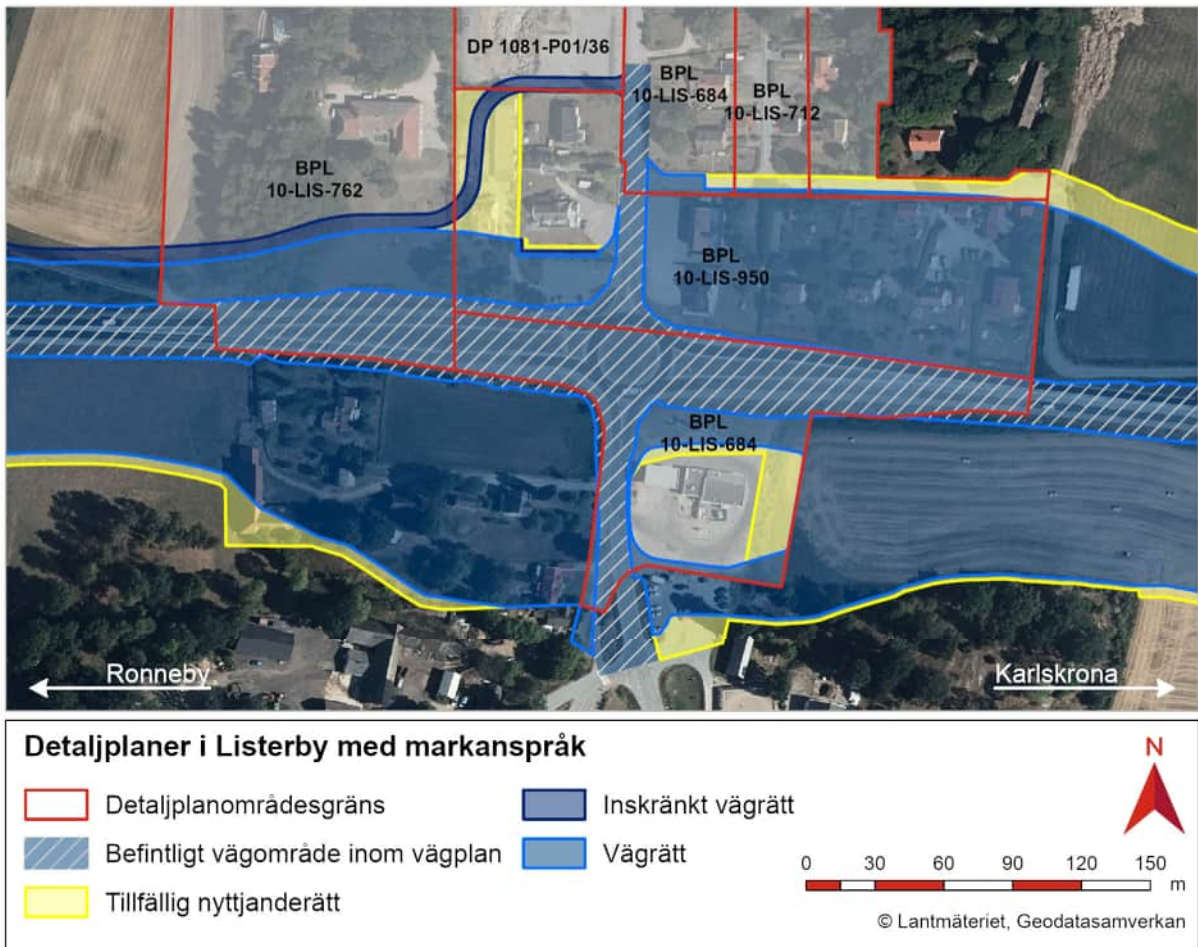 DP 1081-P01/36
BPL
10-LIS-684
BPL
10-LIS-712
BPL
10-LIS-762
BPL
10-LIS-950
BPL
10-LIS-684
Ronneby
Karlskrona
Detaljplaner i Listerby med markanspråk
Detaljplanområdesgräns
Befintligt vägområde inom vägplan
Tillfällig nyttjanderätt
Inskränkt vägrätt
Vägrätt
N
0 30 60 90 120 150
m
© Lantmäteriet, Geodatasamverkan